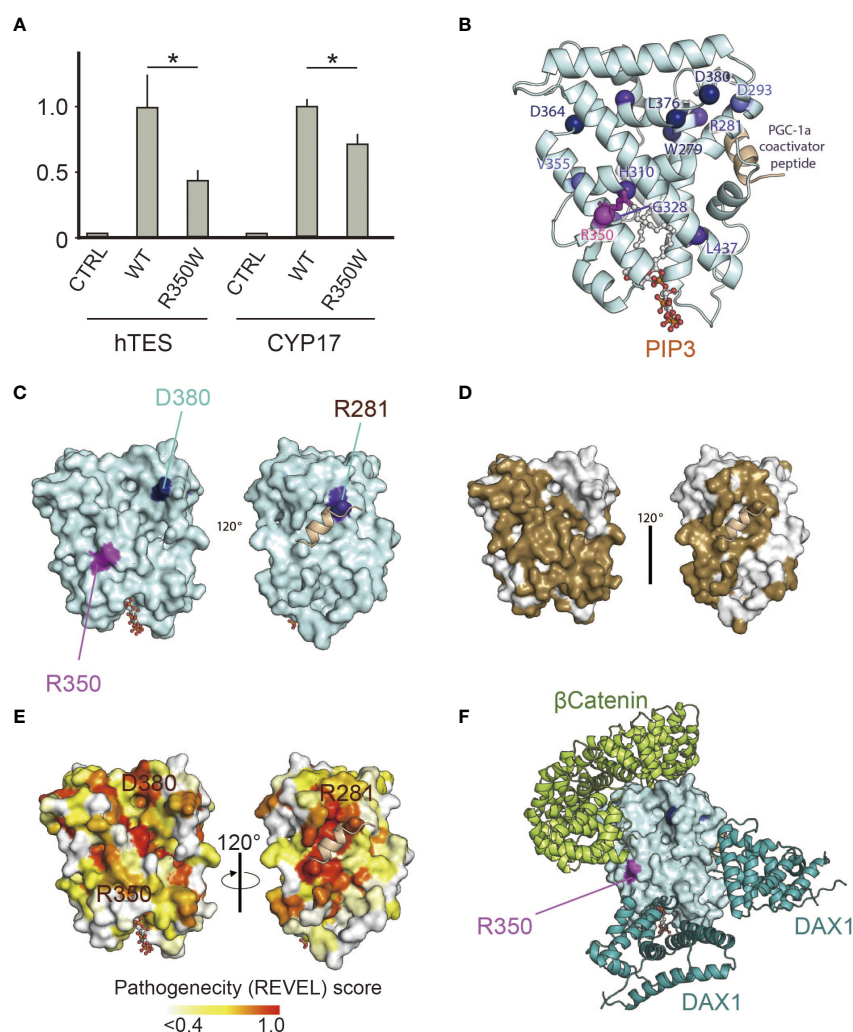 A
1.0
0.5
0
*
*
CTRL
WT
R350W
CTRL
WT
R350W
hTES
CYP17
B
D380
D293
L376
D364
R281
W279
PGC-1a
coactivator
peptide
V355
H310
G328
R350
L437
PIP3
C
D380
R281
120°
R350
D
120°
E
D380
R281
120°
R350
Pathogenecity (REVEL) score
<0.4
1.0
F
βCatenin
R350
DAX1
DAX1